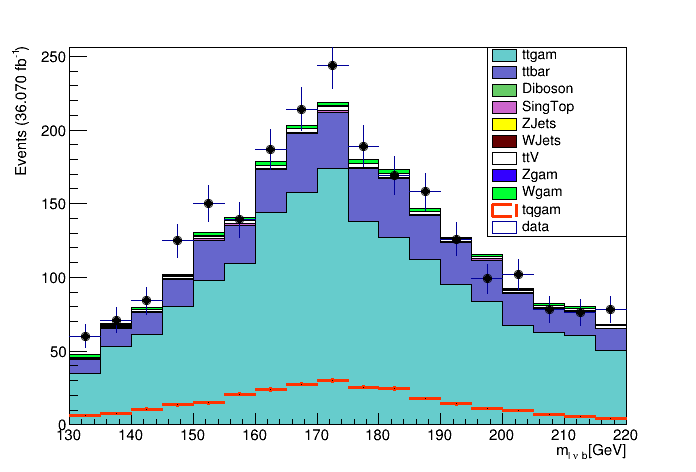 Events (36.070 fb⁻¹)
250
200
150
100
50
0
130 140 150 160 170 180 190 200 210 220
m_{l γ b}[GeV]
ttgam
ttbar
Diboson
SingTop
ZJets
WJets
ttV
Zgam
Wgam
tqgam
data